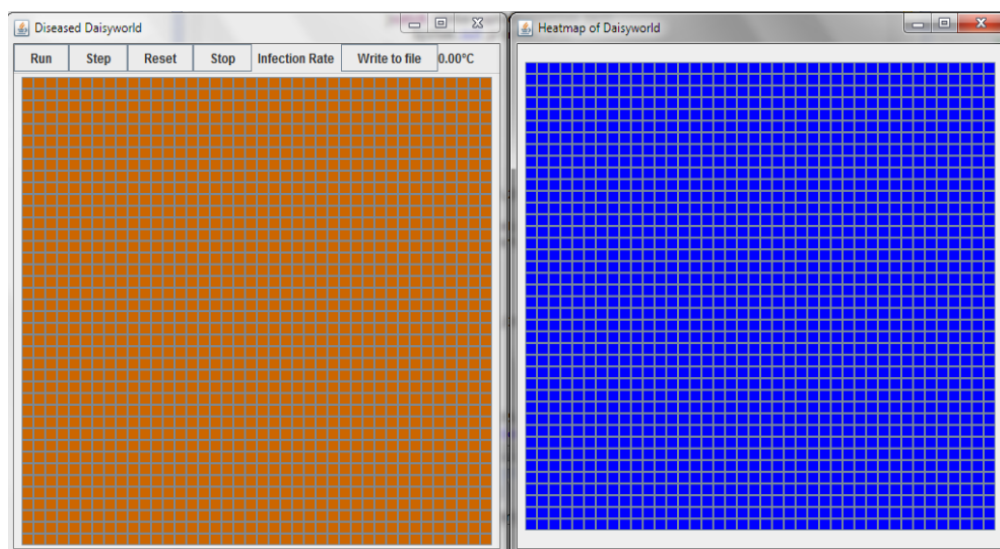 Diseased Daisyworld
Run Step Reset Stop Infection Rate Write to file 0.00°C
Heatmap of Daisyworld